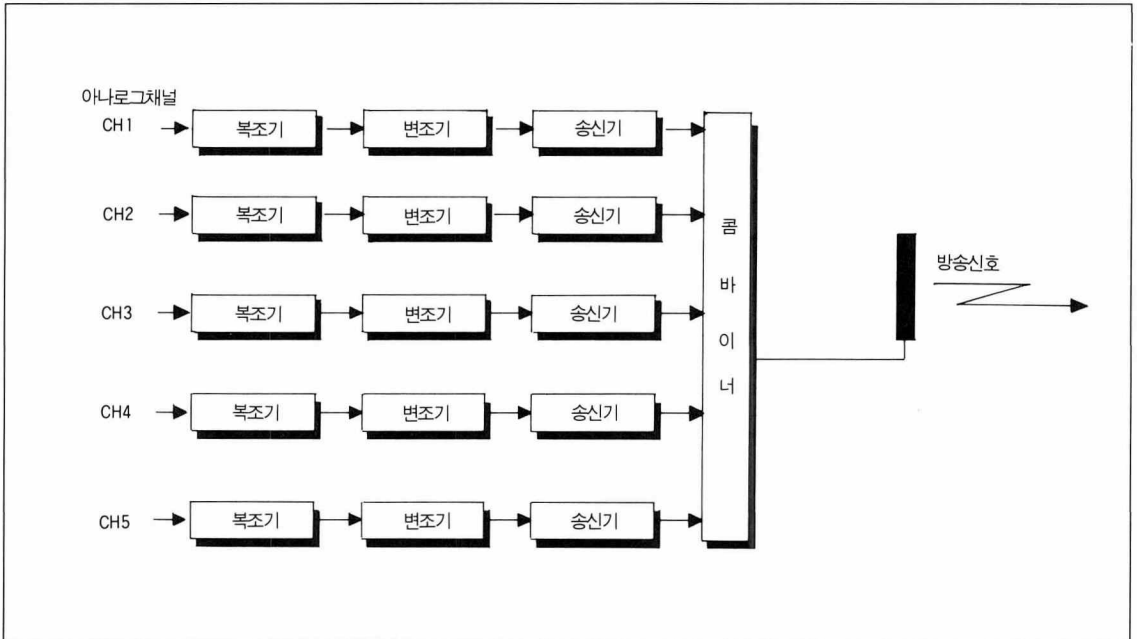 아나로그채널
CH1 복조기 변조기 송신기
CH2 복조기 변조기 송신기
CH3 복조기 변조기 송신기
CH4 복조기 변조기 송신기
CH5 복조기 변조기 송신기
콤
바
이
너
방송신호